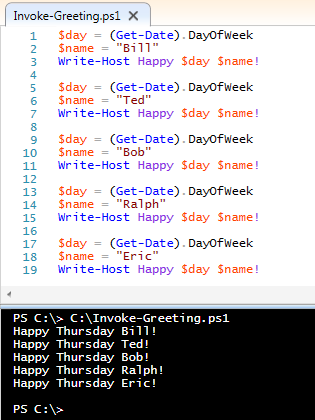 Invoke-Greeting.ps1 X
1 $day = (Get-Date).DayOfWeek
2 $name = "Bill"
3 Write-Host Happy $day $name!
4
5 $day = (Get-Date).DayOfWeek
6 $name = "Ted"
7 Write-Host Happy $day $name!
8
9 $day = (Get-Date).DayOfWeek
10 $name = "Bob"
11 Write-Host Happy $day $name!
12
13 $day = (Get-Date).DayOfWeek
14 $name = "Ralph"
15 Write-Host Happy $day $name!
16
17 $day = (Get-Date).DayOfWeek
18 $name = "Eric"
19 Write-Host Happy $day $name!
PS C:\> C:\Invoke-Greeting.ps1
Happy Thursday Bill!
Happy Thursday Ted!
Happy Thursday Bob!
Happy Thursday Ralph!
Happy Thursday Eric!
PS C:\>